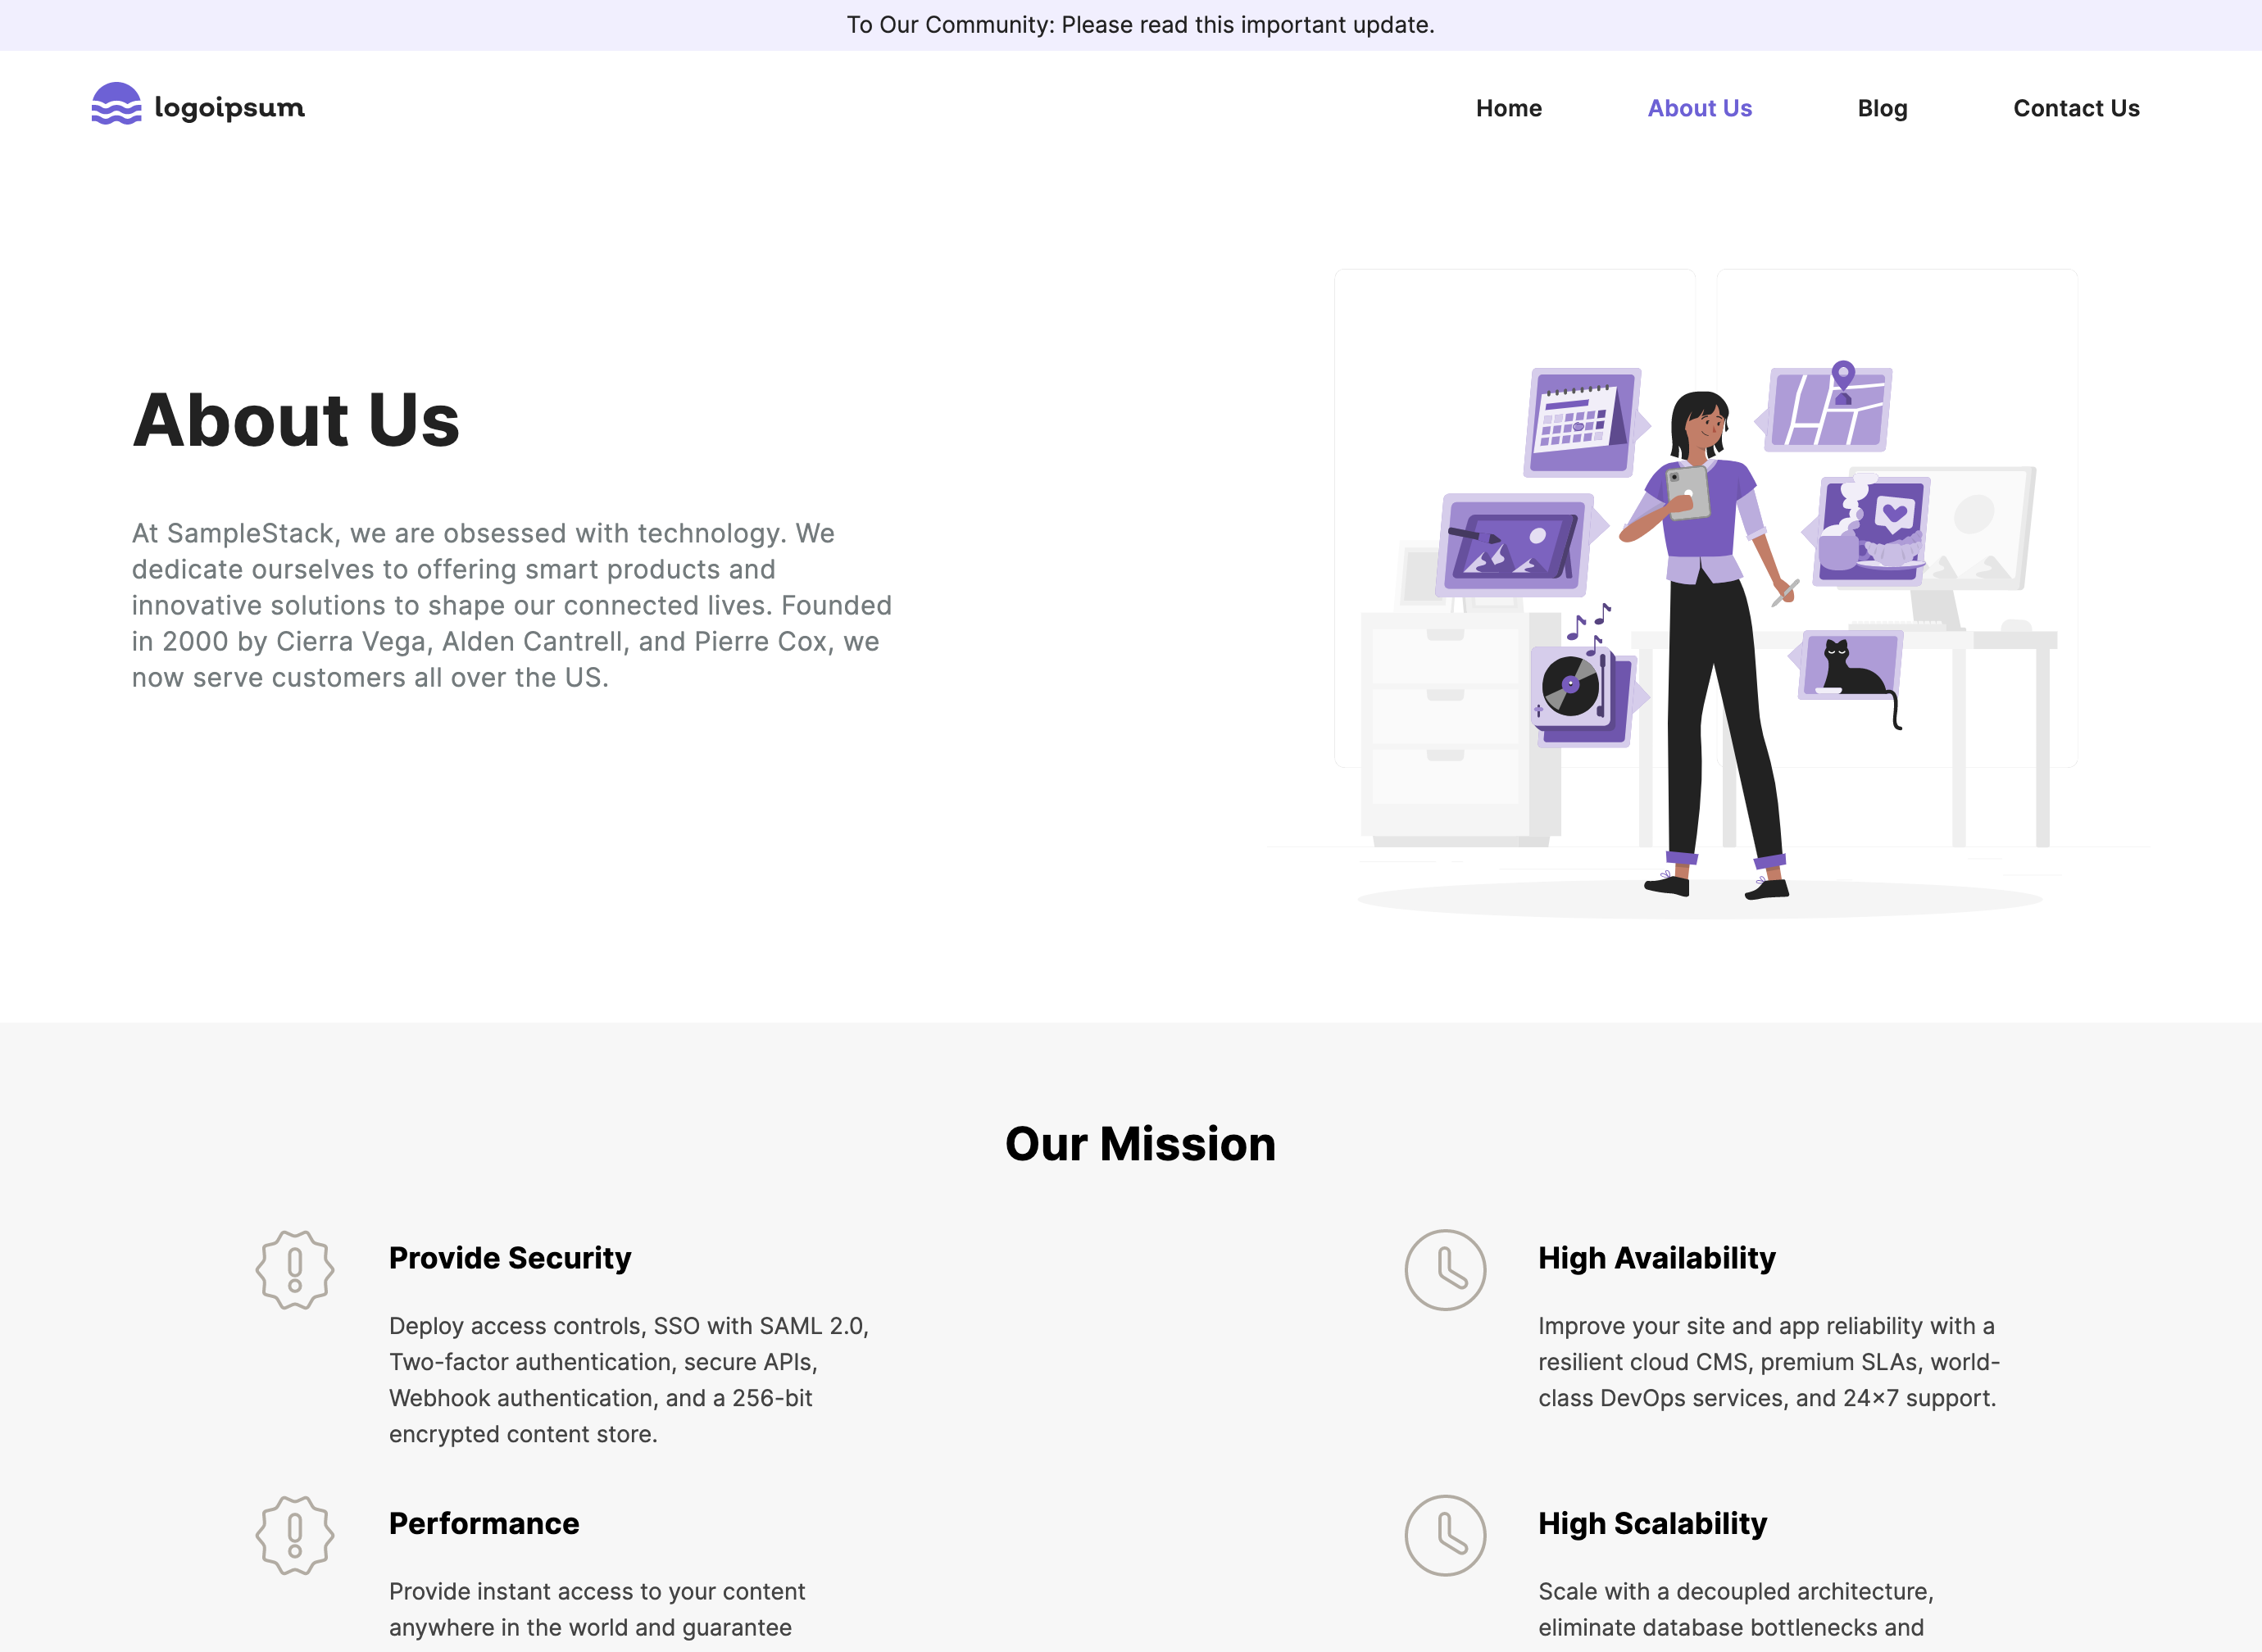 To Our Community: Please read this important update.
logoipsum
Home
About Us
Blog
Contact Us
About Us
At SampleStack, we are obsessed with technology. We
dedicate ourselves to offering smart products and
innovative solutions to shape our connected lives. Founded
in 2000 by Cierra Vega, Alden Cantrell, and Pierre Cox, we
now serve customers all over the US.
Our Mission
Provide Security
Deploy access controls, SSO with SAML 2.0,
Two-factor authentication, secure APIs,
Webhook authentication, and a 256-bit
encrypted content store.
High Availability
Improve your site and app reliability with a
resilient cloud CMS, premium SLAs, world-
class DevOps services, and 24×7 support.
Performance
Provide instant access to your content
anywhere in the world and guarantee
High Scalability
Scale with a decoupled architecture,
eliminate database bottlenecks and